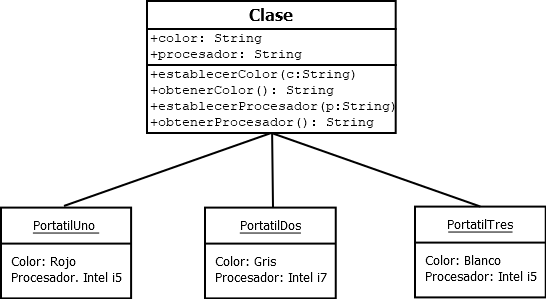 Clase
+color: String
+procesador: String
+establecerColor(c:String)
+obtenerColor(): String
+establecerProcesador(p:String)
+obtenerProcesador(): String
PortatilUno
Color: Rojo
Procesador. Intel i5
PortatilDos
Color: Gris
Procesador: Intel i7
PortatilTres
Color: Blanco
Procesador: Intel i5